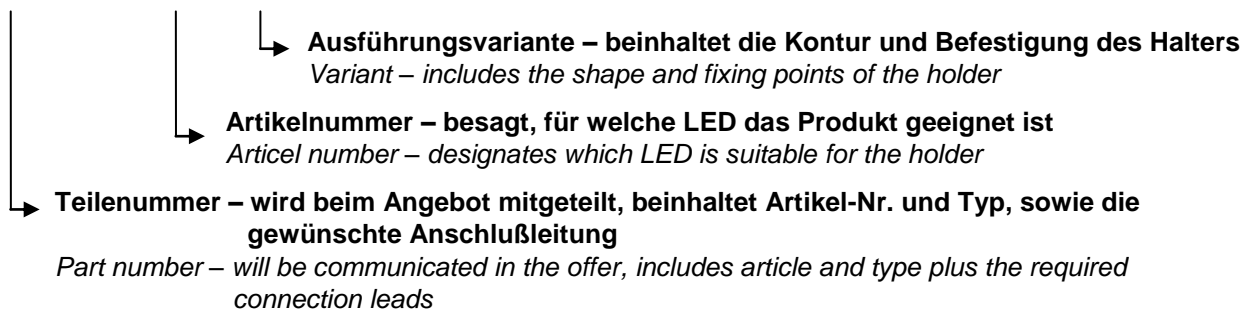 Ausführungsvariante – beinhaltet die Kontur und Befestigung des Halters
Variant – includes the shape and fixing points of the holder
Artikelnummer – besagt, für welche LED das Produkt geeignet ist
Articel number – designates which LED is suitable for the holder
Teilenummer – wird beim Angebot mitgeteilt, beinhaltet Artikel-Nr. und Typ, sowie die
gewünschte Anschlußleitung
Part number – will be communicated in the offer, includes article and type plus the required
connection leads